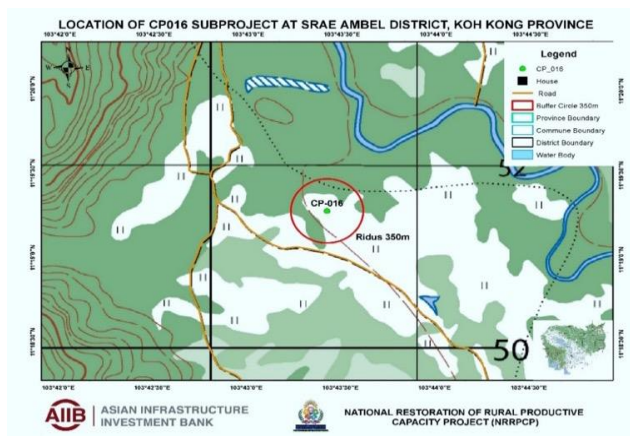 LOCATION OF CP016 SUBPROJECT AT SRAE AMBEL DISTRICT, KOH KONG PROVINCE
103°42'0"E 103°42'30"E 103°43'0"E 103°43'30"E 103°44'0"E 103°44'30"E
W E
S
Legend
CP_016
House
Road
Buffer Circle 350m
Province Boundary
Commune Boundary
District Boundary
Water Body
52
CP-016
Ridus 350m
50
103°42'0"E 103°42'30"E 103°43'0"E 103°43'30"E 103°44'0"E 103°44'30"E
AIIB
ASIAN INFRASTRUCTURE
INVESTMENT BANK
NATIONAL RESTORATION OF RURAL PRODUCTIVE
CAPACITY PROJECT (NRRPCP)